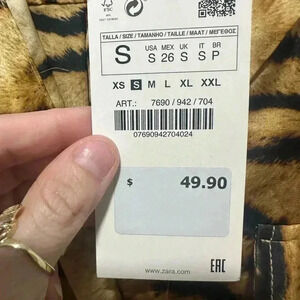 FSC
TALLA / SIZE / TAMANHO / TAILLE / MAAT / ΜΕΓΕΘΟΣ
S
USA MEX UK IT BR
S 26 S S P
XS S M L XL XXL
ART.: 7690 / 942 / 704
07690942704024
$ 49.90
www.zara.com
EAC